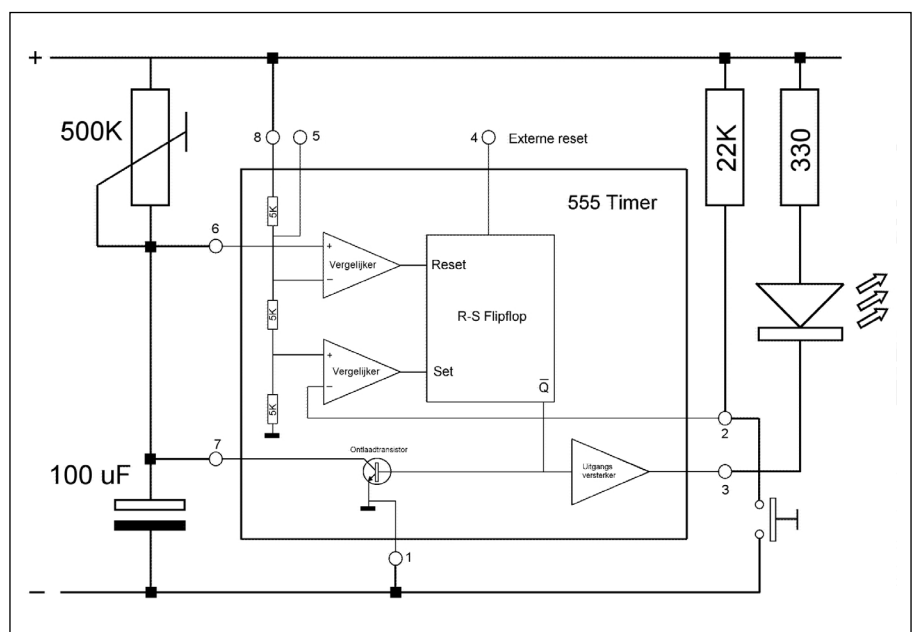 +
500K
8
5
4
Externe reset
22K
330
555 Timer
5K
6
+
Vergelijker
−
Reset
R-S Flipflop
5K
+
Vergelijker
−
Set
Q̅
5K
2
7
Ontlaadtransistor
Uitgangs
versterker
3
100 uF
1
−